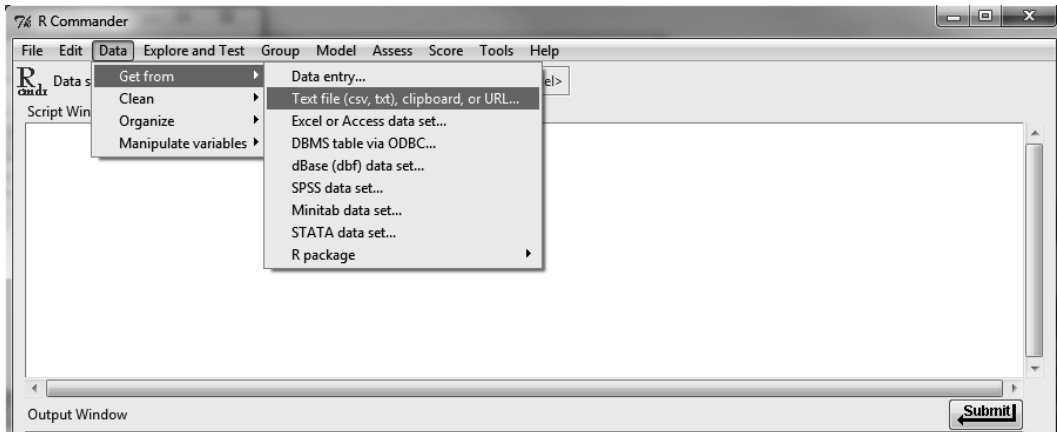 R Commander
File Edit Data Explore and Test Group Model Assess Score Tools Help
R cmdr Data s
Get from
Clean
Organize
Manipulate variables
Data entry...
Text file (csv, txt), clipboard, or URL...
Excel or Access data set...
DBMS table via ODBC...
dBase (dbf) data set...
SPSS data set...
Minitab data set...
STATA data set...
R package
el>
Script Win
Output Window
Submit